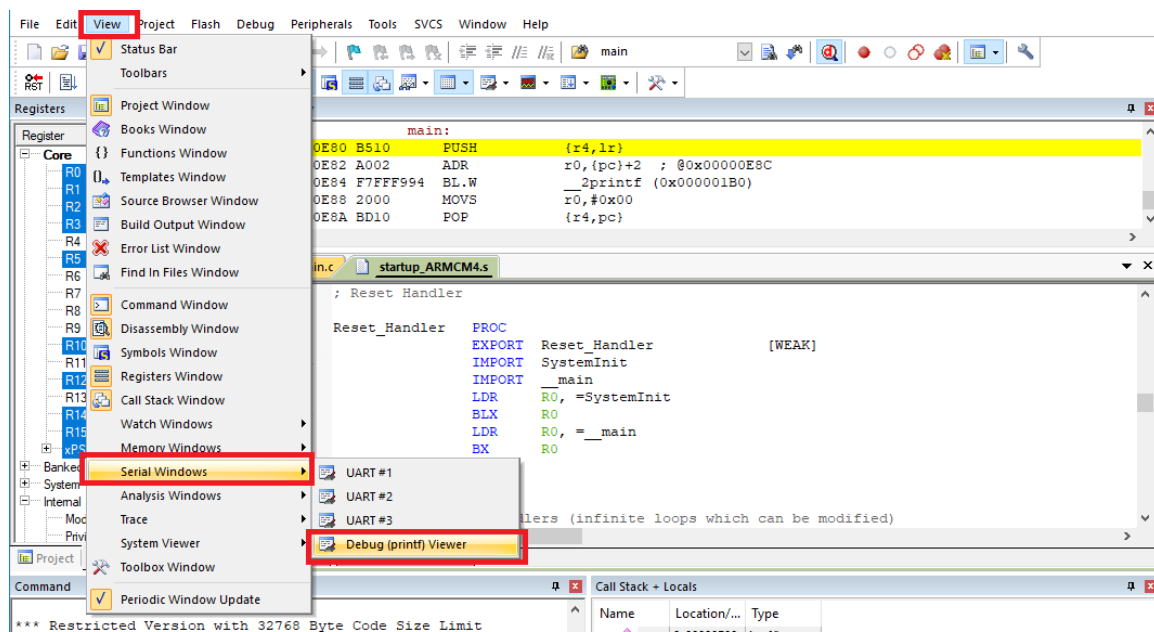 File Edit View Project Flash Debug Peripherals Tools SVCS Window Help
main
RST
Status Bar
Toolbars
Project Window
Books Window
Functions Window
Templates Window
Source Browser Window
Build Output Window
Error List Window
Find In Files Window
Command Window
Disassembly Window
Symbols Window
Registers Window
Call Stack Window
Watch Windows
Memory Windows
Serial Windows
Analysis Windows
Trace
System Viewer
Toolbox Window
Periodic Window Update
UART #1
UART #2
UART #3
Debug (printf) Viewer
Registers
Register
Core
R0
R1
R2
R3
R4
R5
R6
R7
R8
R9
R10
R11
R12
R13
R14
R15
xPS
Banked
System
Internal
Mod
Privi
Project
main:
0E80 B510 PUSH {r4,lr}
0E82 A002 ADR r0,{pc}+2 ; @0x00000E8C
0E84 F7FFF994 BL.W __2printf (0x000001B0)
0E88 2000 MOVS r0,#0x00
0E8A BD10 POP {r4,pc}
in.c startup_ARMCM4.s
; Reset Handler
Reset_Handler PROC
EXPORT Reset_Handler [WEAK]
IMPORT SystemInit
IMPORT __main
LDR R0, =SystemInit
BLX R0
LDR R0, =__main
BX R0
lers (infinite loops which can be modified)
Command
*** Restricted Version with 32768 Byte Code Size Limit
Call Stack + Locals
Name Location/... Type